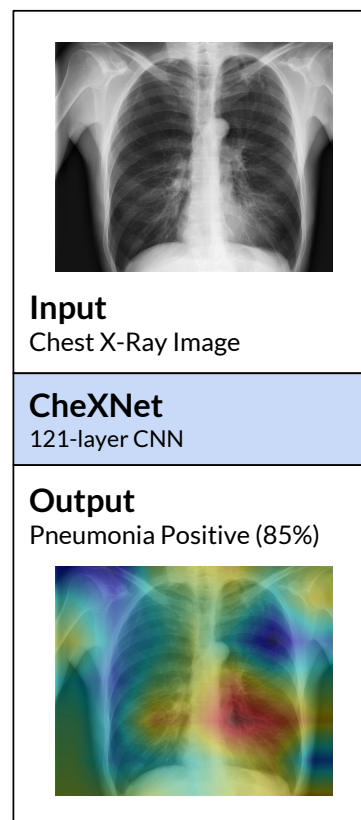 Input
Chest X-Ray Image
CheXNet
121-layer CNN
Output
Pneumonia Positive (85%)